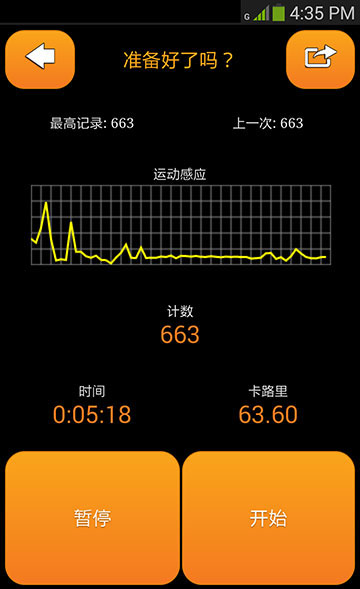 G 4:35 PM
准备好了吗？
最高记录: 663
上一次: 663
运动感应
计数
663
时间
卡路里
0:05:18
63.60
暂停
开始